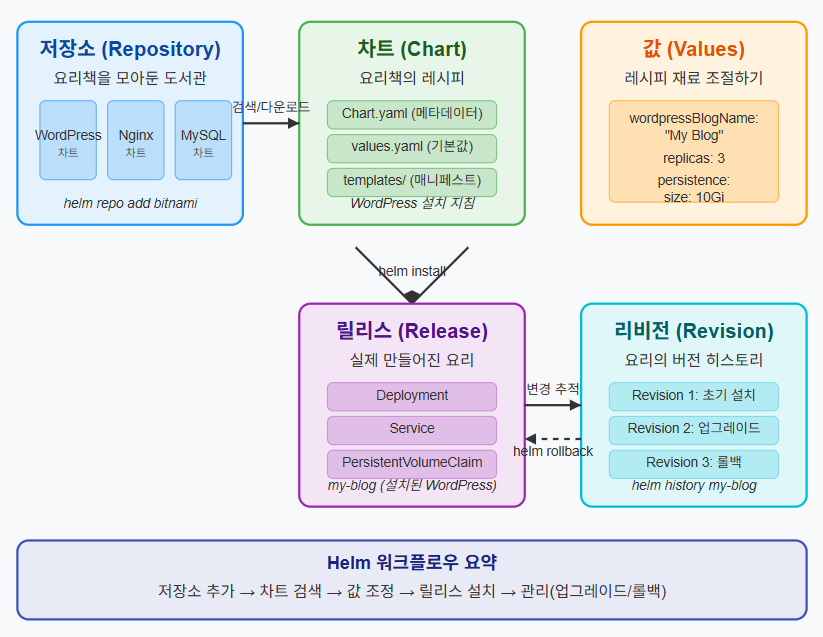 저장소 (Repository)
요리책을 모아둔 도서관
WordPress
차트
Nginx
차트
MySQL
차트
helm repo add bitnami
검색/다운로드
차트 (Chart)
요리책의 레시피
Chart.yaml (메타데이터)
values.yaml (기본값)
templates/ (매니페스트)
WordPress 설치 지침
값 (Values)
레시피 재료 조절하기
wordpressBlogName:
"My Blog"
replicas: 3
persistence:
size: 10Gi
helm install
릴리스 (Release)
실제 만들어진 요리
Deployment
Service
PersistentVolumeClaim
my-blog (설치된 WordPress)
변경 추적
helm rollback
리비전 (Revision)
요리의 버전 히스토리
Revision 1: 초기 설치
Revision 2: 업그레이드
Revision 3: 롤백
helm history my-blog
Helm 워크플로우 요약
저장소 추가 → 차트 검색 → 값 조정 → 릴리스 설치 → 관리(업그레이드/롤백)